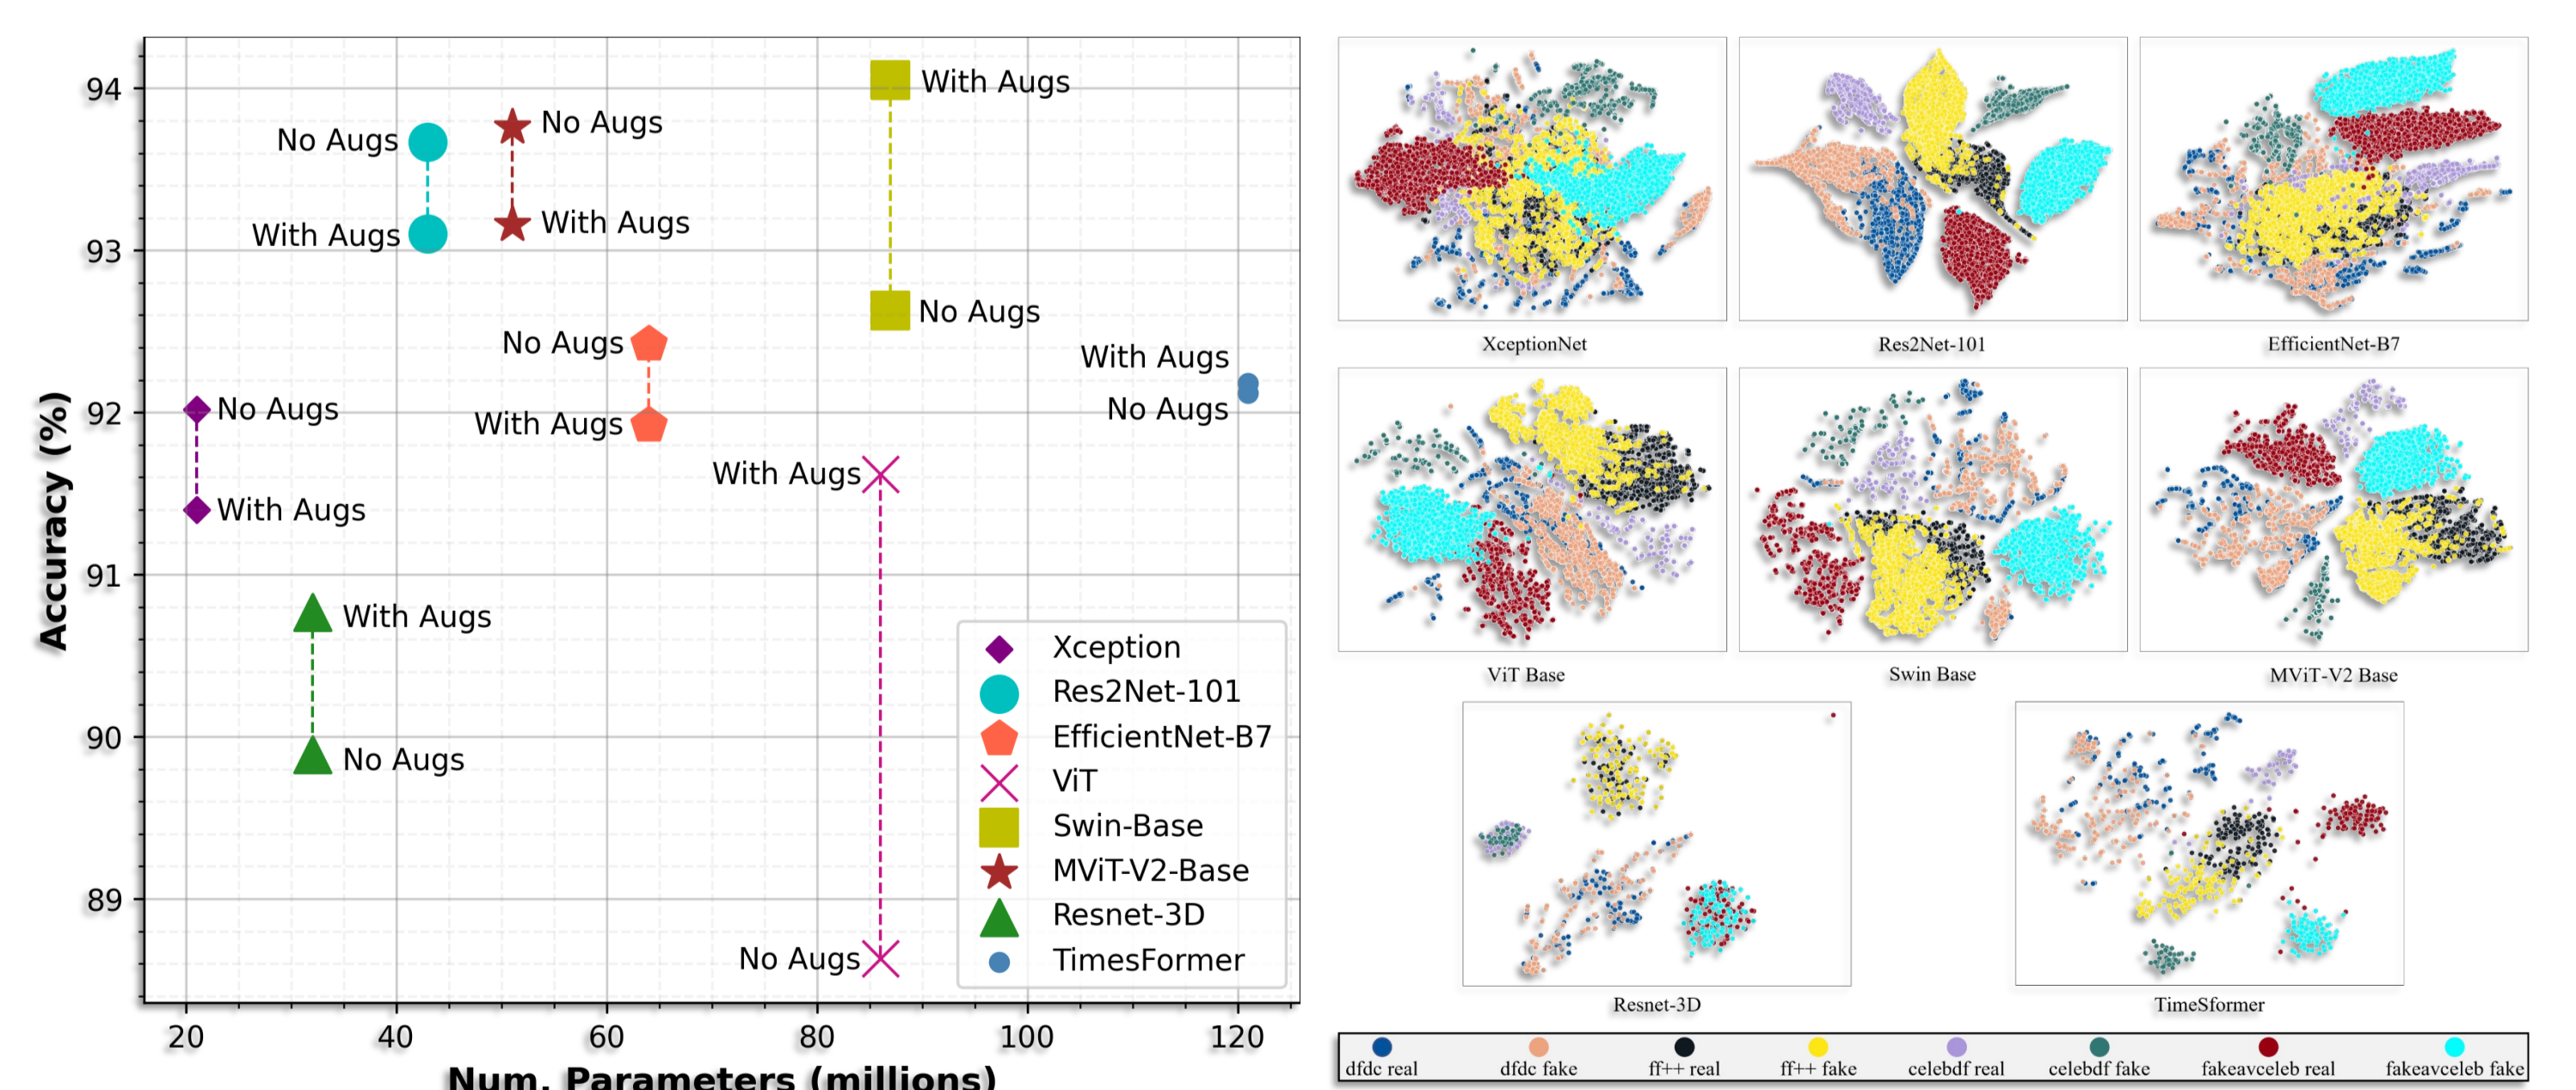 Accuracy (%)
94
93
92
91
90
89
20 40 60 80 100 120
Num. Parameters (millions)
No Augs
With Augs
No Augs
With Augs
With Augs
No Augs
No Augs
With Augs
With Augs
No Augs
No Augs
With Augs
With Augs
No Augs
With Augs
No Augs
Xception
Res2Net-101
EfficientNet-B7
ViT
Swin-Base
MViT-V2-Base
Resnet-3D
TimesFormer
XceptionNet
Res2Net-101
EfficientNet-B7
ViT Base
Swin Base
MViT-V2 Base
Resnet-3D
TimeSformer
dfdc real
dfdc fake
ff++ real
ff++ fake
celebdf real
celebdf fake
fakeavceleb real
fakeavceleb fake